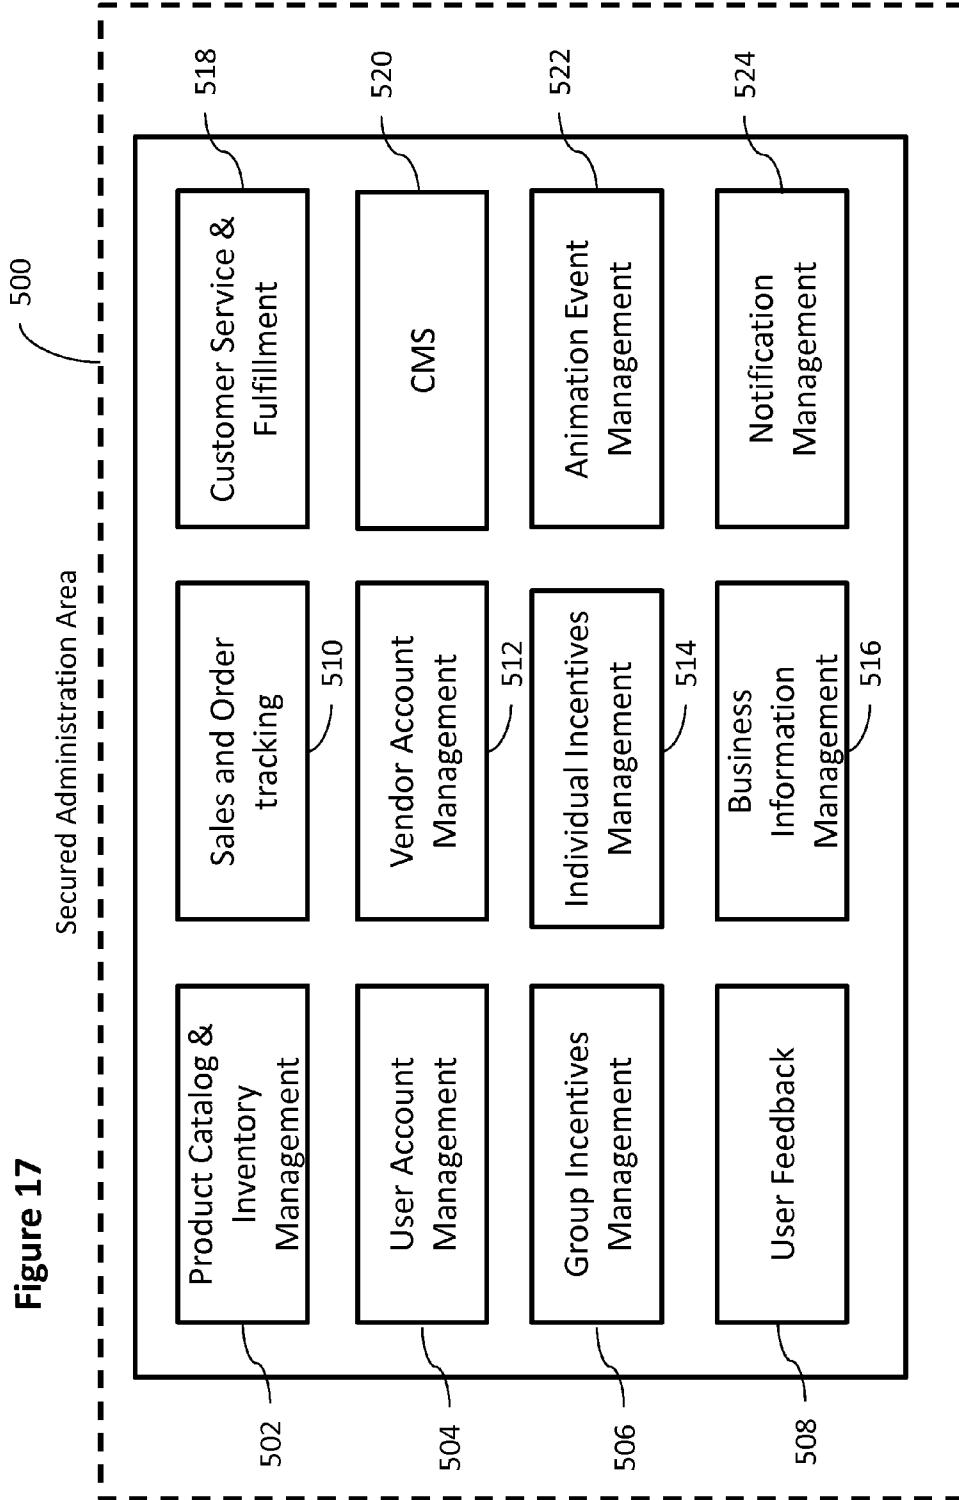 Figure 17
Secured Administration Area
500
Product Catalog &
Inventory
Management
502
Sales and Order
tracking
510
Customer Service &
Fulfillment
518
User Account
Management
504
Vendor Account
Management
512
CMS
520
Group Incentives
Management
506
Individual Incentives
Management
514
Animation Event
Management
522
User Feedback
508
Business
Information
Management
516
Notification
Management
524